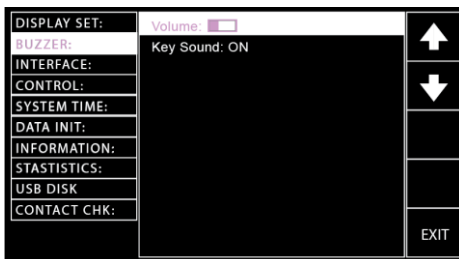 DISPLAY SET:
BUZZER:
INTERFACE:
CONTROL:
SYSTEM TIME:
DATA INIT:
INFORMATION:
STASTISTICS:
USB DISK
CONTACT CHK:
Volume:
Key Sound: ON
EXIT